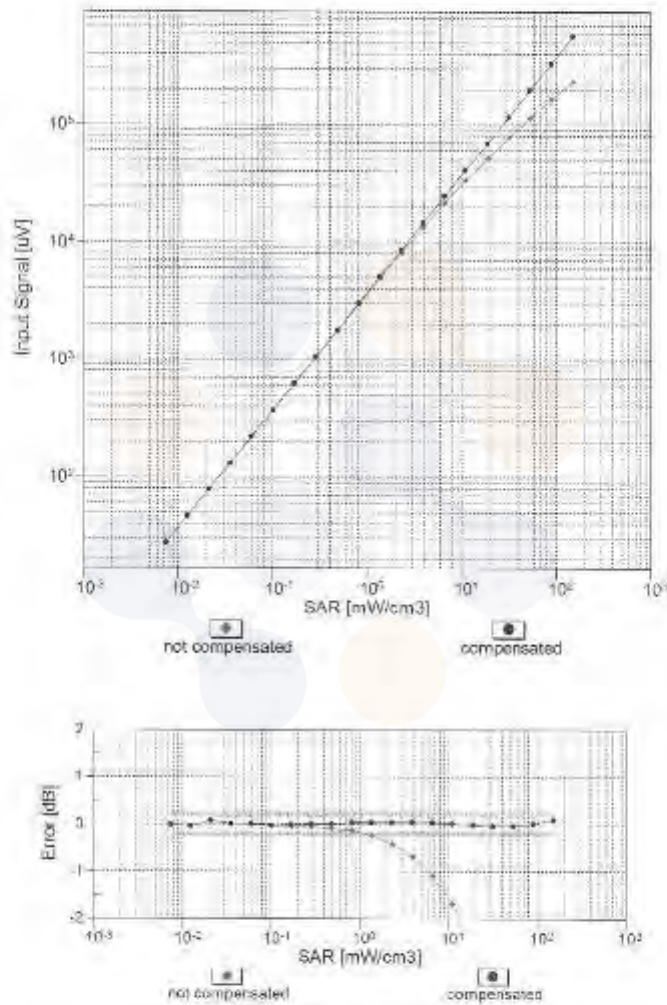 10⁵
10⁴
10³
10²
Input Signal [uV]
10⁻³ 10⁻² 10⁻¹ 10⁰ 10¹ 10² 10³
SAR [mW/cm3]
not compensated compensated
2
1
0
-1
-2
Error [dB]
10⁻³ 10⁻² 10⁻¹ 10⁰ 10¹ 10² 10³
SAR [mW/cm3]
not compensated compensated